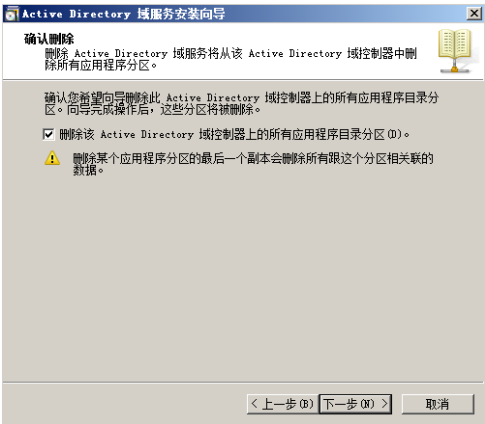 Active Directory 域服务安装向导
确认删除
删除 Active Directory 域服务将从该 Active Directory 域控制器中删
除所有应用程序分区。
确认您希望向导删除此 Active Directory 域控制器上的所有应用程序目录分
区。向导完成操作后，这些分区将被删除。
删除该 Active Directory 域控制器上的所有应用程序目录分区(D)。
删除某个应用程序分区的最后一个副本会删除所有跟这个分区相关联的
数据。
< 上一步(B) 下一步(N) > 取消